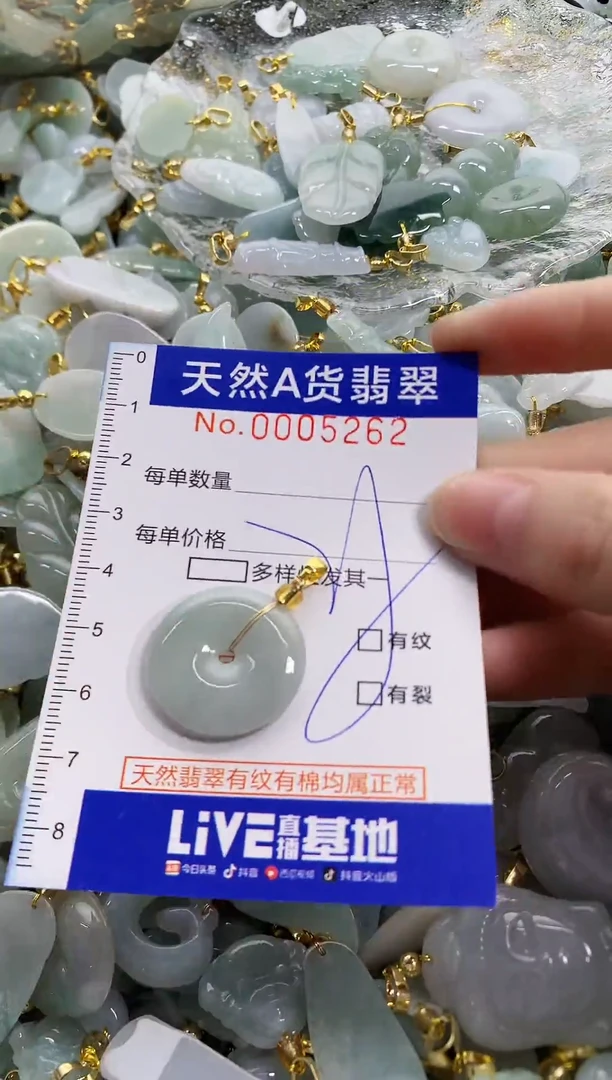 天然A货翡翠
No.0005262
0
1
2
3
4
5
6
7
8
每单数量
每单价格
多样 发其一
有纹
有裂
天然翡翠有纹有棉均属正常
LiVE直播基地
今日头条 抖音 西瓜视频 抖音火山版